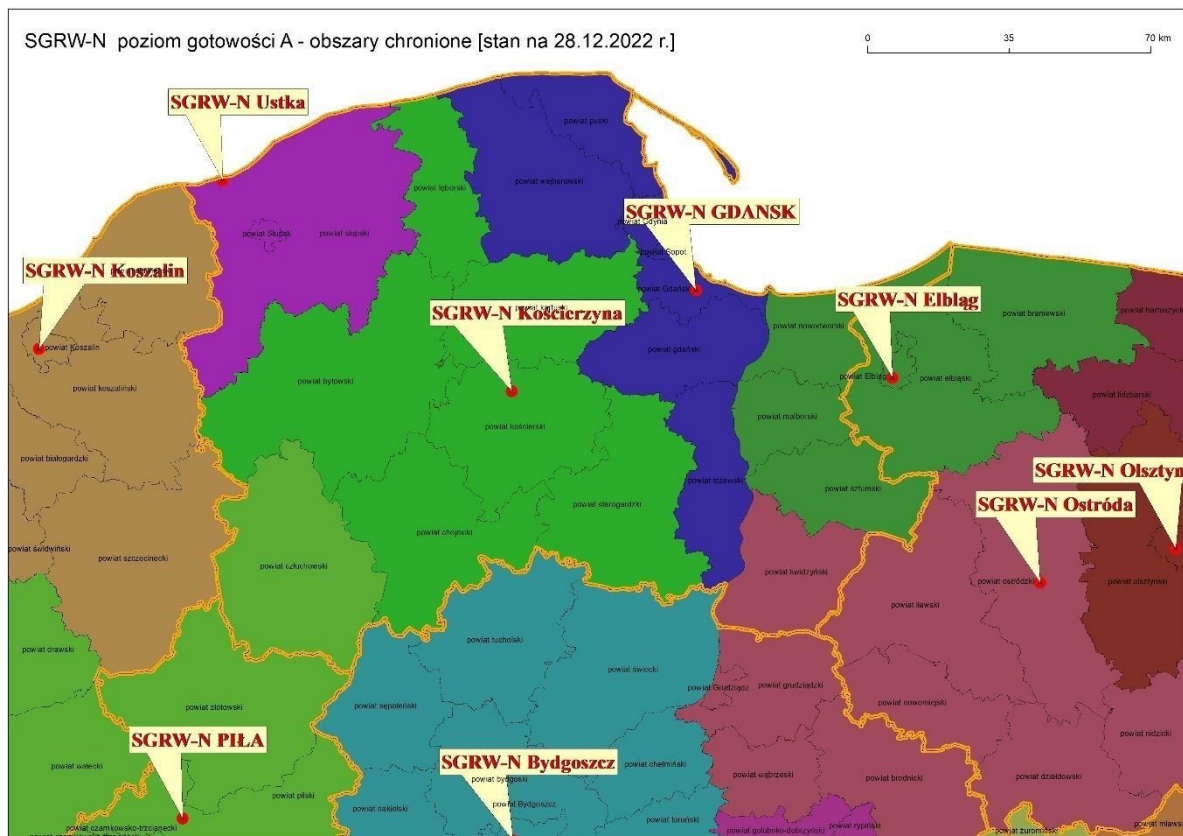 SGRW-N poziom gotowości A - obszary chronione [stan na 28.12.2022 r.]
0 35 70 km
SGRW-N Ustka
powiat pucki
powiat lęborski
powiat wejherowski
SGRW-N GDAŃSK
powiat Gdynia
powiat Słupsk
powiat słupski
powiat Sopot
SGRW-N Koszalin
powiat Gdańsk
SGRW-N Elbląg
SGRW-N Kościerzyna
powiat kartuski
powiat braniewski
powiat bartoszycki
powiat nowodworski
powiat Koszalin
powiat gdański
powiat koszaliński
powiat bytowski
powiat Elbląg
powiat elbląski
powiat lidzbarski
powiat malborski
powiat kościerski
powiat białogardzki
SGRW-N Olsztyn
powiat tczewski
powiat sztumski
powiat starogardzki
SGRW-N Ostróda
powiat chojnicki
powiat świdwiński
powiat szczecinecki
powiat człuchowski
powiat kwidzyński
powiat ostródzki
powiat olsztyński
powiat iławski
powiat tucholski
powiat drawski
powiat świecki
powiat Grudziądz
powiat grudziądzki
powiat złotowski
powiat sępoleński
powiat nowomiejski
powiat nidzicki
SGRW-N PIŁA
SGRW-N Bydgoszcz
powiat chełmiński
powiat wałecki
powiat bydgoski
powiat wąbrzeski
powiat brodnicki
powiat działdowski
powiat pilski
powiat nakielski
powiat Bydgoszcz
powiat toruński
powiat czarnkowsko-trzcianecki
powiat golubsko-dobrzyński
powiat rypiński
powiat żuromiński
powiat mławski